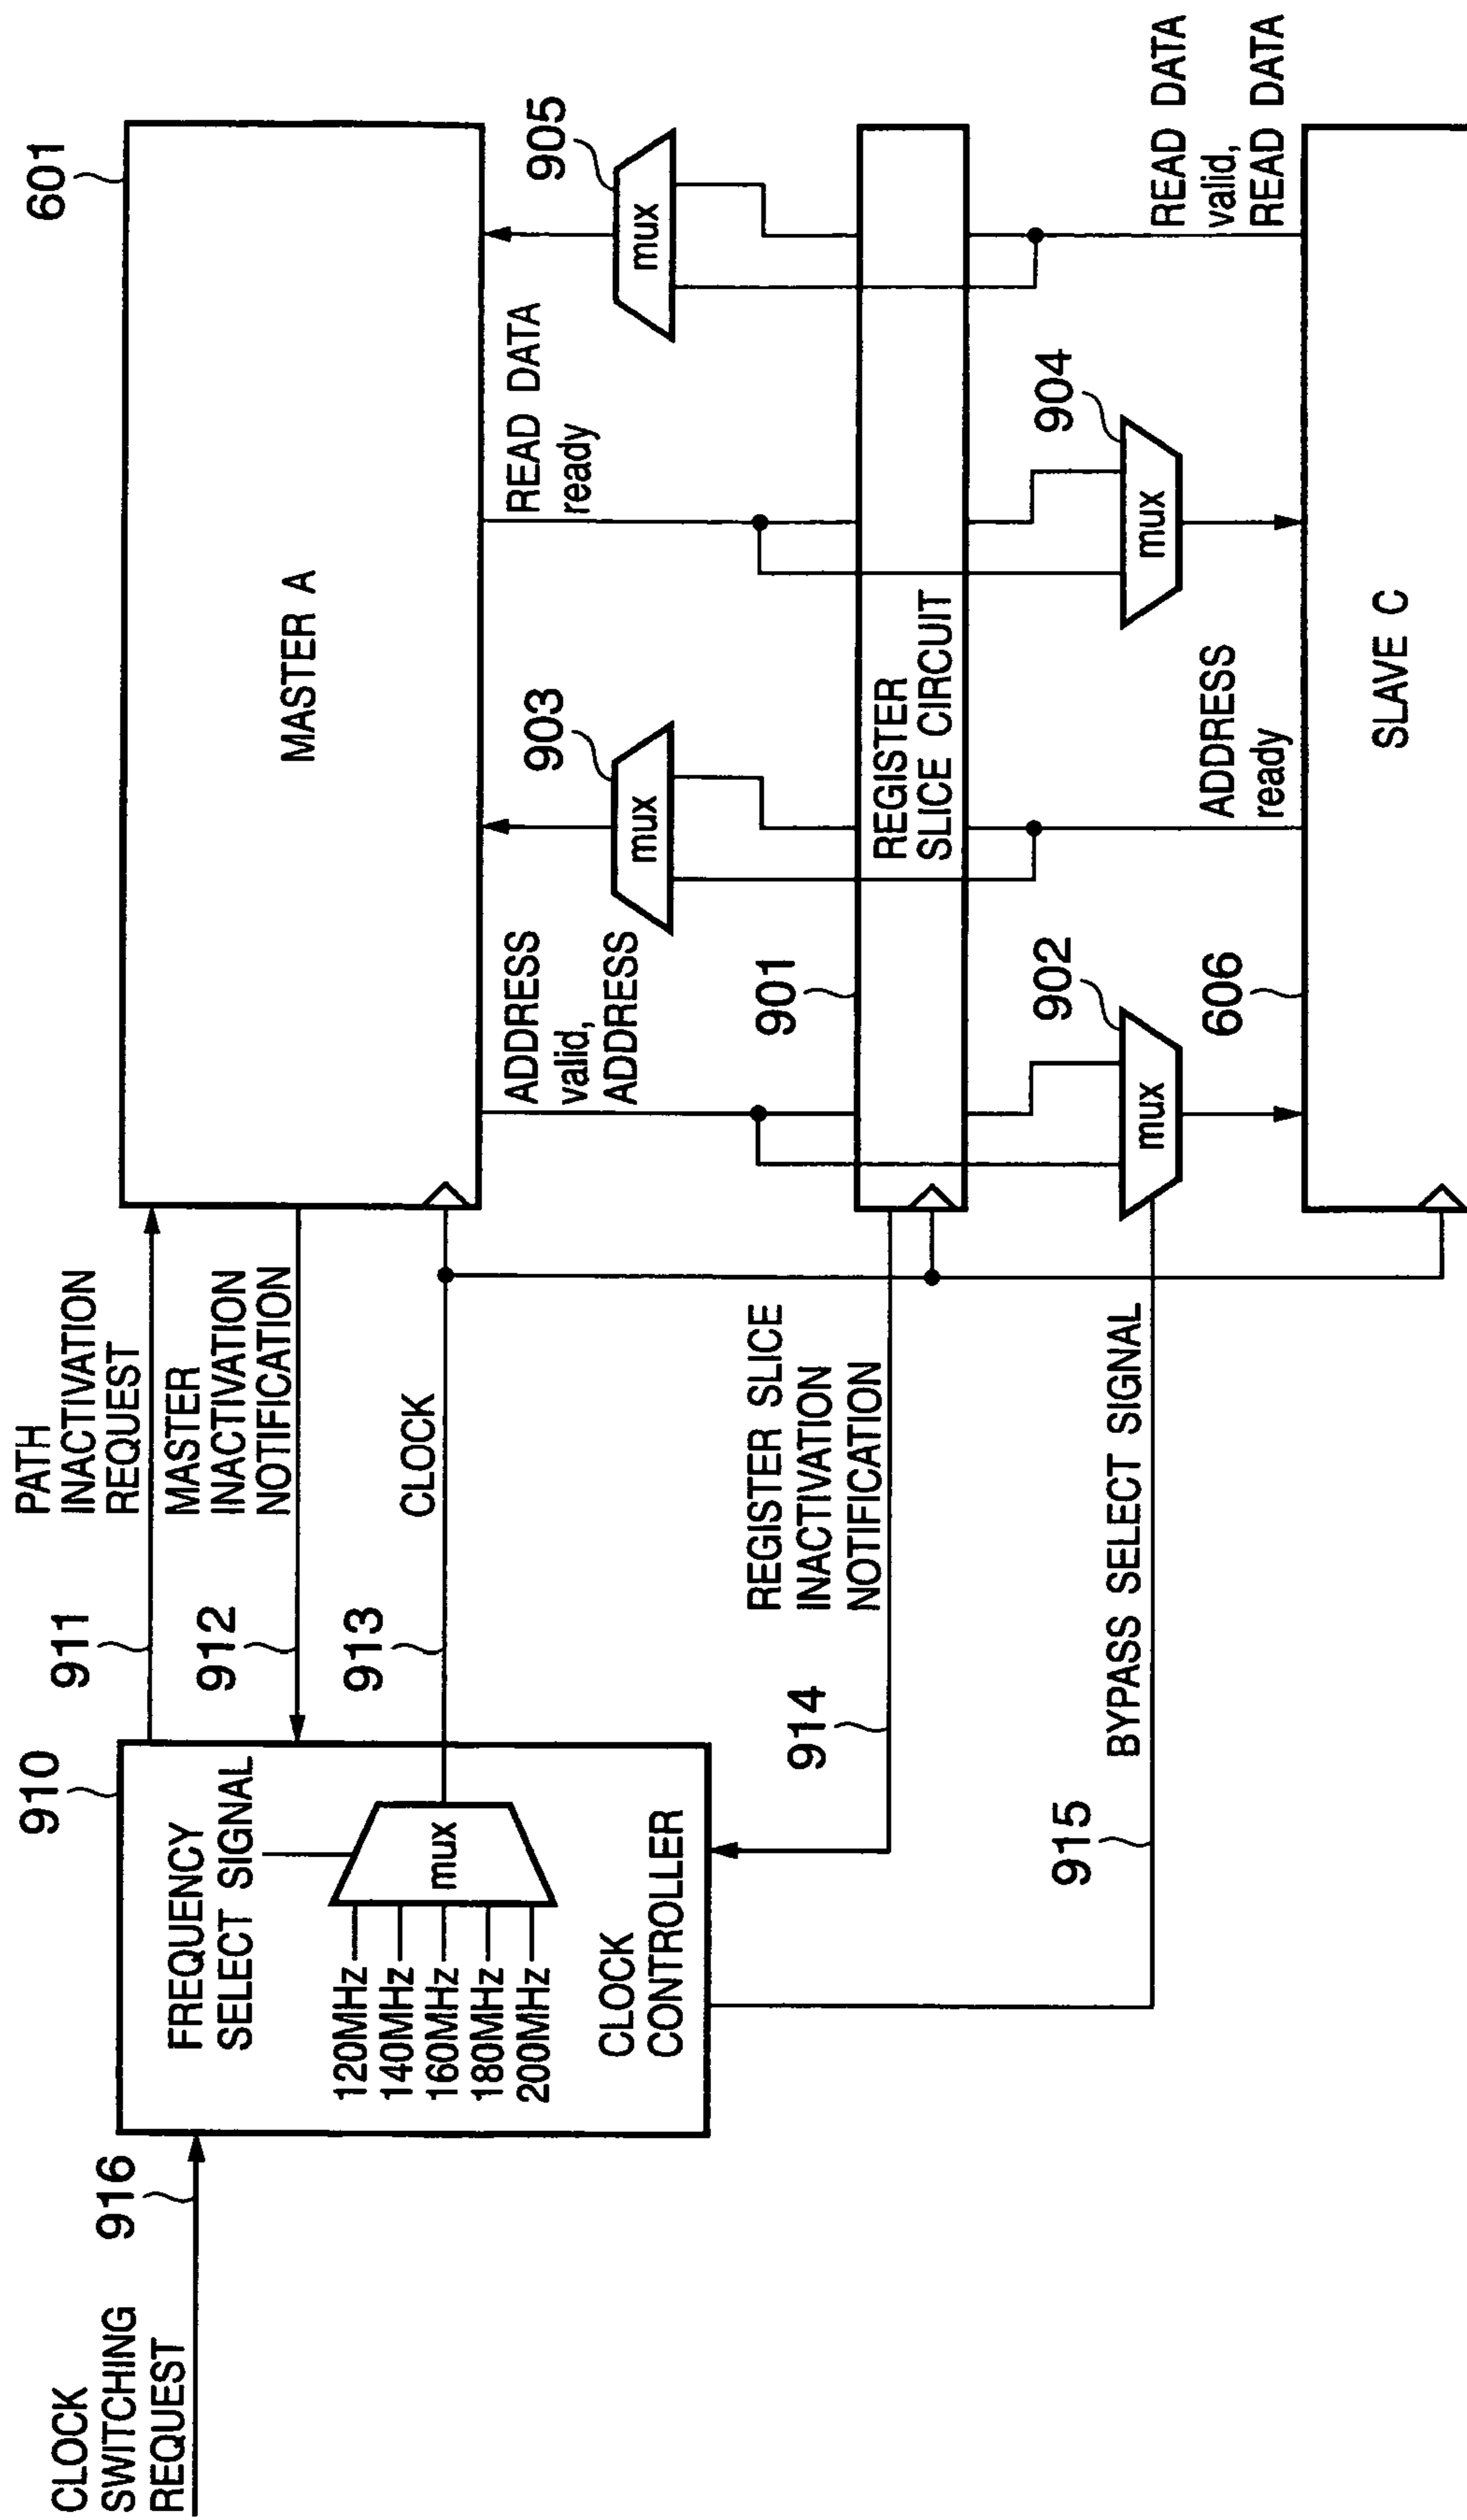 CLOCK
SWITCHING
REQUEST
916
910
FREQUENCY
SELECT SIGNAL
mux
120MHz
140MHz
160MHz
180MHz
200MHz
CLOCK
CONTROLLER
911
PATH
INACTIVATION
REQUEST
912
MASTER
INACTIVATION
NOTIFICATION
913
CLOCK
914
REGISTER SLICE
INACTIVATION
NOTIFICATION
915
BYPASS SELECT SIGNAL
601
MASTER A
ADDRESS
valid,
ADDRESS
903
mux
READ DATA
ready
905
mux
901
REGISTER
SLICE CIRCUIT
902
mux
ADDRESS
ready
904
mux
READ DATA
valid,
READ DATA
606
SLAVE C